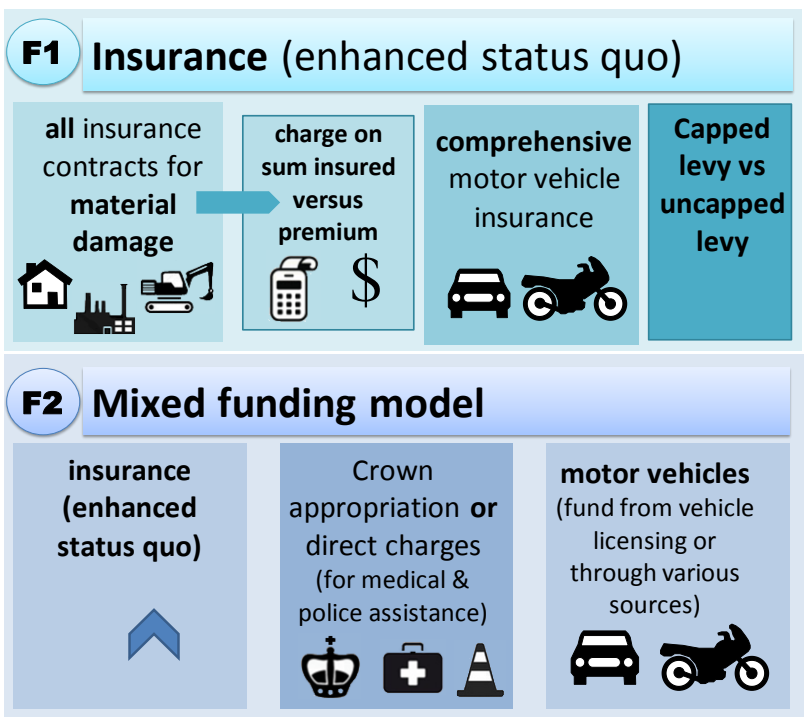 F1
Insurance (enhanced status quo)
all insurance
contracts for
material
damage
charge on
sum insured
versus
premium
$
comprehensive
motor vehicle
insurance
Capped
levy vs
uncapped
levy
F2
Mixed funding model
insurance
(enhanced
status quo)
Crown
appropriation or
direct charges
(for medical &
police assistance)
motor vehicles
(fund from vehicle
licensing or
through various
sources)